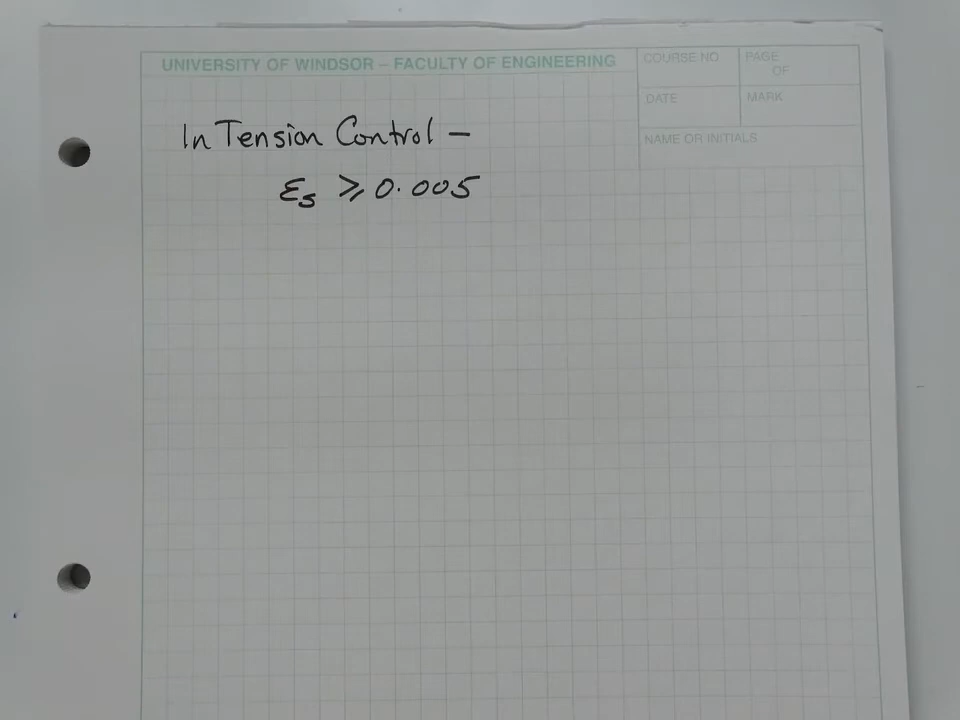 UNIVERSITY OF WINDSOR – FACULTY OF ENGINEERING
COURSE NO
PAGE
OF
DATE
MARK
NAME OR INITIALS
In Tension Control –
εs ⩾ 0.005